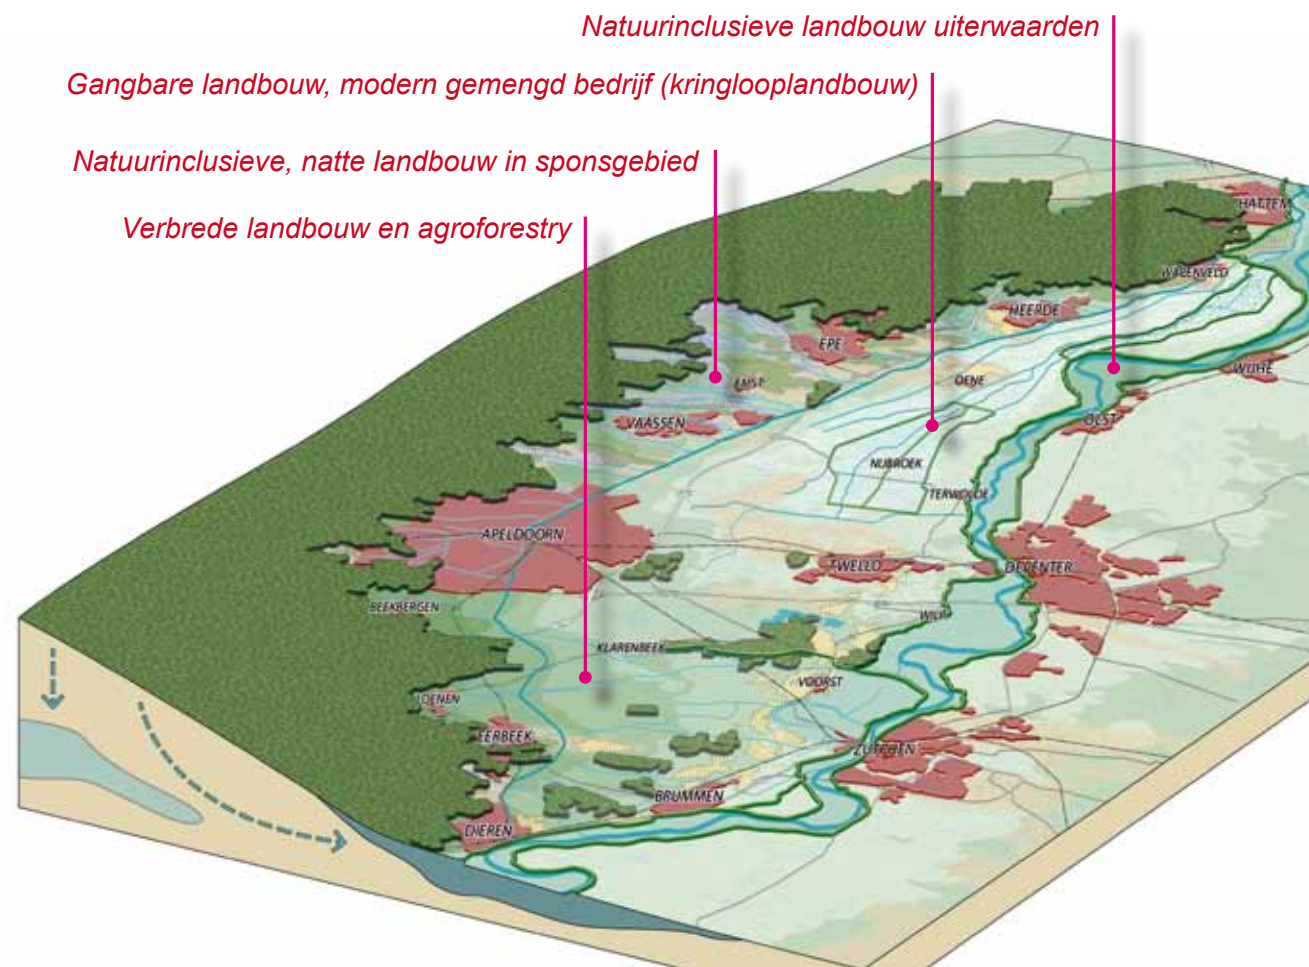 Natuurinclusieve landbouw uiterwaarden
Gangbare landbouw, modern gemengd bedrijf (kringlooplandbouw)
Natuurinclusieve, natte landbouw in sponsgebied
Verbrede landbouw en agroforestry
HATTEM
WAPENVELD
HEERDE
EPE
WIJHE
EMST
OENE
OLST
VAASSEN
NIJBROEK
TERWOLDE
APELDOORN
TWELLO
DEVENTER
BEEKBERGEN
WILP
KLARENBEEK
VOORST
LOENEN
EERBEEK
ZUTPHEN
BRUMMEN
DIEREN